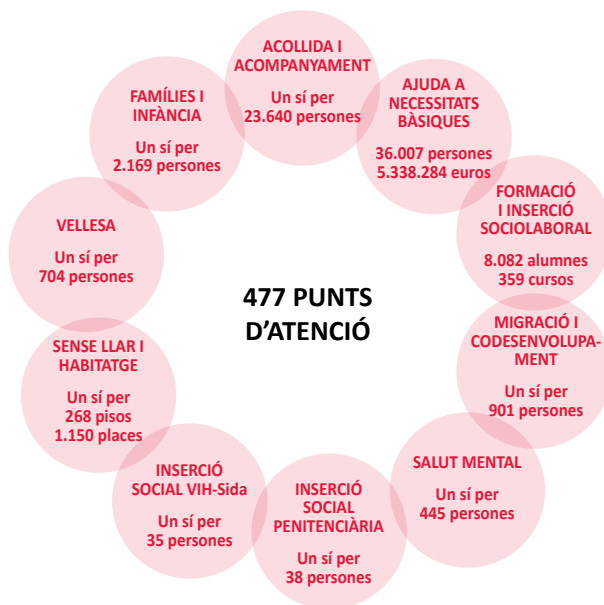 ACOLLIDA I
ACOMPANYAMENT
Un sí per
23.640 persones
AJUDA A
NECESSITATS
BÀSIQUES
36.007 persones
5.338.284 euros
FORMACIÓ
I INSERCIÓ
SOCIOLABORAL
8.082 alumnes
359 cursos
MIGRACIÓ I
CODESENVOLUPA-
MENT
Un sí per
901 persones
SALUT MENTAL
Un sí per
445 persones
INSERCIÓ
SOCIAL
PENITENCIÀRIA
Un sí per
38 persones
INSERCIÓ
SOCIAL VIH-Sida
Un sí per
35 persones
SENSE LLAR I
HABITATGE
Un sí per
268 pisos
1.150 places
VELLESA
Un sí per
704 persones
FAMÍLIES I
INFÀNCIA
Un sí per
2.169 persones
477 PUNTS
D'ATENCIÓ